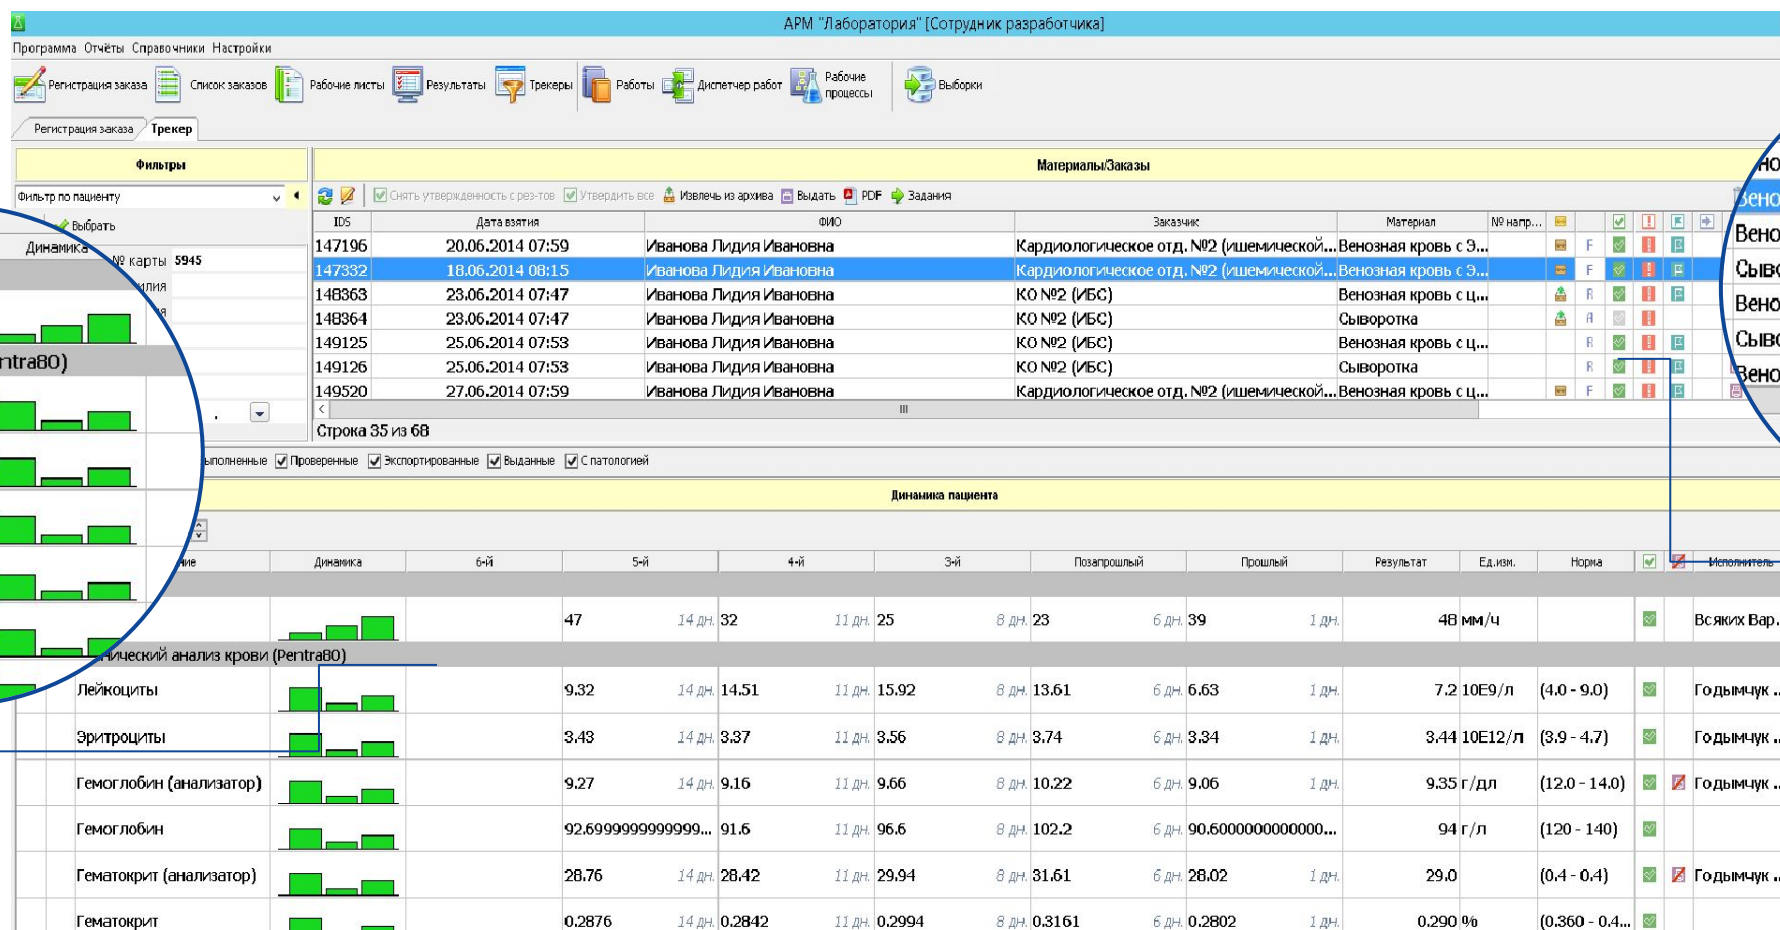 АРМ "Лаборатория" [Сотрудник разработчика]
Программа Отчёты Справочники Настройки
Регистрация заказа Список заказов Рабочие листы Результаты Трекеры Работы Диспетчер работ Рабочие процессы Выборки
Регистрация заказа Трекер
Фильтры Материалы/Заказы
Фильтр по пациенту Снять утвержденность с рез-тов Утвердить все Извлечь из архива Выдать PDF Задания
Выбрать IDS Дата взятия ФИО Заказчик Материал № напр...
Динамика
№ карты 5945
147196 20.06.2014 07:59 Иванова Лидия Ивановна Кардиологическое отд. №2 (ишемической... Венозная кровь с Э... F
147332 18.06.2014 08:15 Иванова Лидия Ивановна Кардиологическое отд. №2 (ишемической... Венозная кровь с Э... F
148363 23.06.2014 07:47 Иванова Лидия Ивановна КО №2 (ИБС) Венозная кровь с ц... R
148364 23.06.2014 07:47 Иванова Лидия Ивановна КО №2 (ИБС) Сыворотка A
149125 25.06.2014 07:53 Иванова Лидия Ивановна КО №2 (ИБС) Венозная кровь с ц... R
149126 25.06.2014 07:53 Иванова Лидия Ивановна КО №2 (ИБС) Сыворотка R
149520 27.06.2014 07:59 Иванова Лидия Ивановна Кардиологическое отд. №2 (ишемической... Венозная кровь с ц... F
Строка 35 из 68
Проверенные Экспортированные Выданные С патологией
Динамика пациента
Динамика 6-й 5-й 4-й 3-й Позапрошлый Прошлый Результат Ед.изм. Норма Исполнитель
47 14 дн. 32 11 дн. 25 8 дн. 23 6 дн. 39 1 дн. 48 мм/ч Всяких Вар.
анализ крови (Pentra80)
Лейкоциты 9.32 14 дн. 14.51 11 дн. 15.92 8 дн. 13.61 6 дн. 6.63 1 дн. 7.2 10E9/л (4.0 - 9.0) Годымчук ..
Эритроциты 3.43 14 дн. 3.37 11 дн. 3.56 8 дн. 3.74 6 дн. 3.34 1 дн. 3.44 10E12/л (3.9 - 4.7) Годымчук ..
Гемоглобин (анализатор) 9.27 14 дн. 9.16 11 дн. 9.66 8 дн. 10.22 6 дн. 9.06 1 дн. 9.35 г/дл (12.0 - 14.0) Годымчук ..
Гемоглобин 92.6999999999999... 91.6 11 дн. 96.6 8 дн. 102.2 6 дн. 90.6000000000000... 94 г/л (120 - 140)
Гематокрит (анализатор) 28.76 14 дн. 28.42 11 дн. 29.94 8 дн. 31.61 6 дн. 28.02 1 дн. 29.0 (0.4 - 0.4) Годымчук ..
Гематокрит 0.2876 14 дн. 0.2842 11 дн. 0.2994 8 дн. 0.3161 6 дн. 0.2802 1 дн. 0.290 % (0.360 - 0.4...